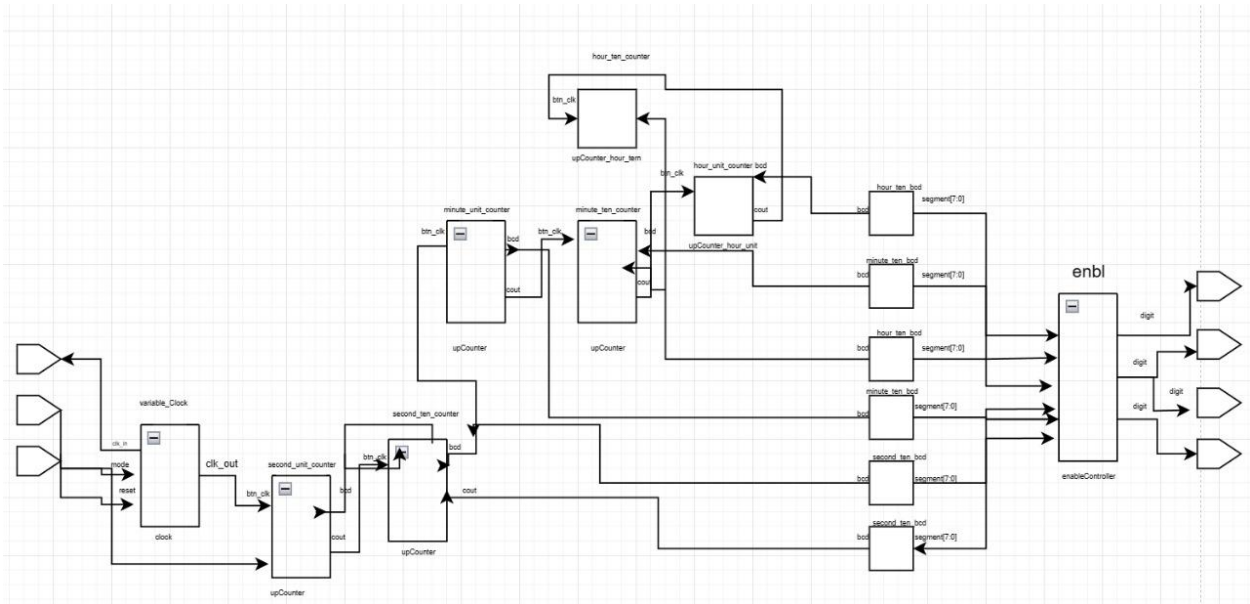 hour_ten_counter
btn_clk
upCounter_hour_tem
hour_unit_counter bcd
btn_clk
cout
upCounter_hour_unit
minute_unit_counter
btn_clk
bcd
cout
upCounter
minute_ten_counter
btn_clk
bcd
cout
upCounter
hour_ten_bcd
bcd
segment[7:0]
minute_ten_bcd
bcd
segment[7:0]
hour_ten_bcd
bcd
segment[7:0]
minute_ten_bcd
bcd
segment[7:0]
second_ten_bcd
bcd
segment[7:0]
second_ten_bcd
bcd
segment[7:0]
enbl
enableController
digit
digit
digit
digit
variable_Clock
clk_in
mode
reset
clk_out
clock
second_unit_counter
btn_clk
bcd
cout
upCounter
second_ten_counter
btn_clk
bcd
cout
upCounter